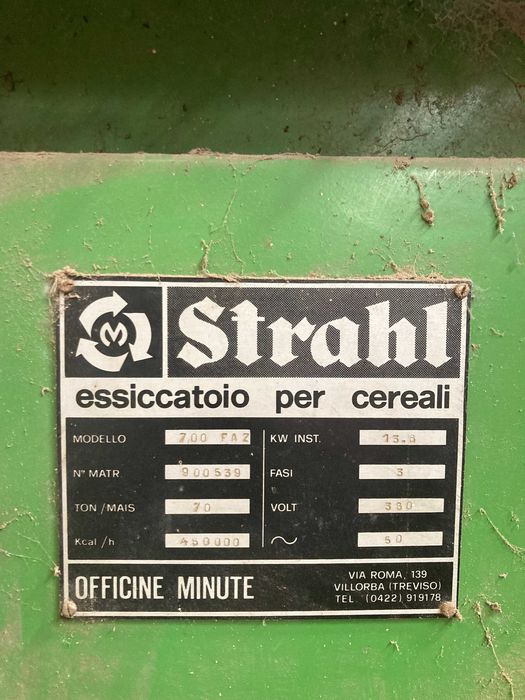 M
Strahl
essiccatoio per cereali
MODELLO 700 FAZ KW INST. 13.8
N° MATR. 900539 FASI 3
TON /MAIS 70 VOLT 380
Kcal /h 450000 ~ 50
OFFICINE MINUTE
VIA ROMA, 139
VILLORBA (TREVISO)
TEL. (0422) 919178